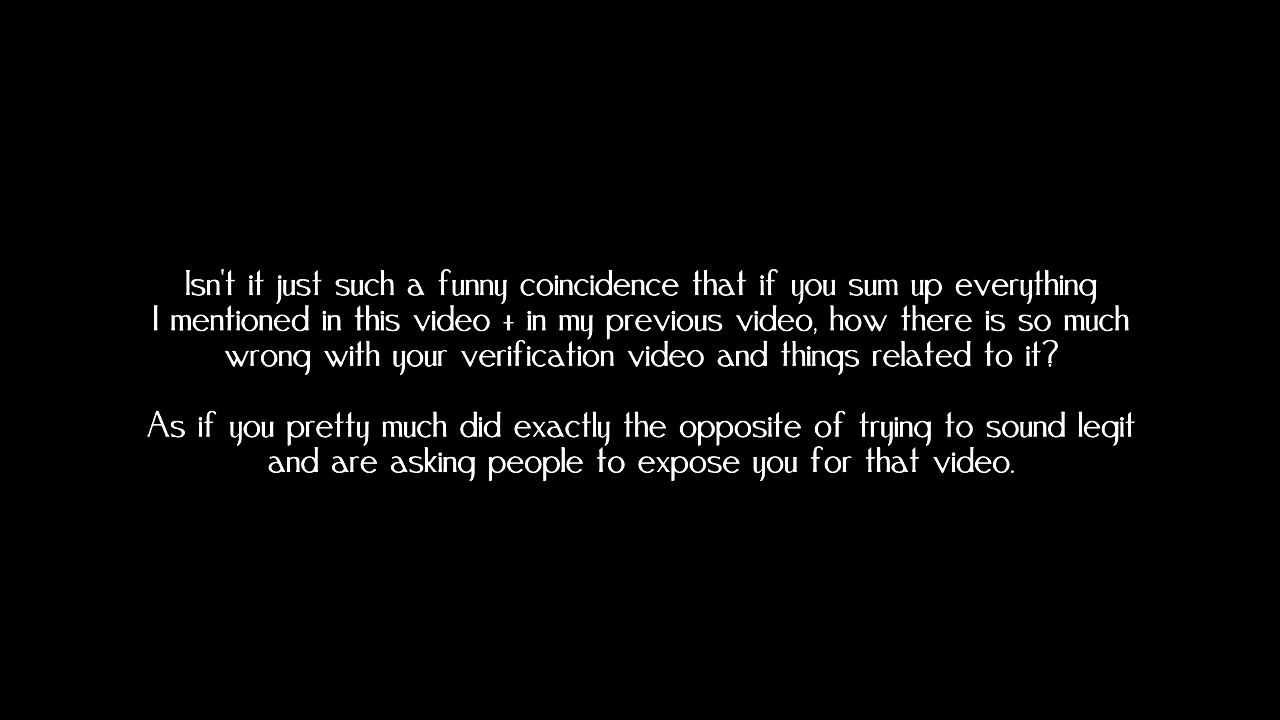 Isn't it just such a funny coincidence that if you sum up everything
I mentioned in this video + in my previous video, how there is so much
wrong with your verification video and things related to it?
As if you pretty much did exactly the opposite of trying to sound legit
and are asking people to expose you for that video.